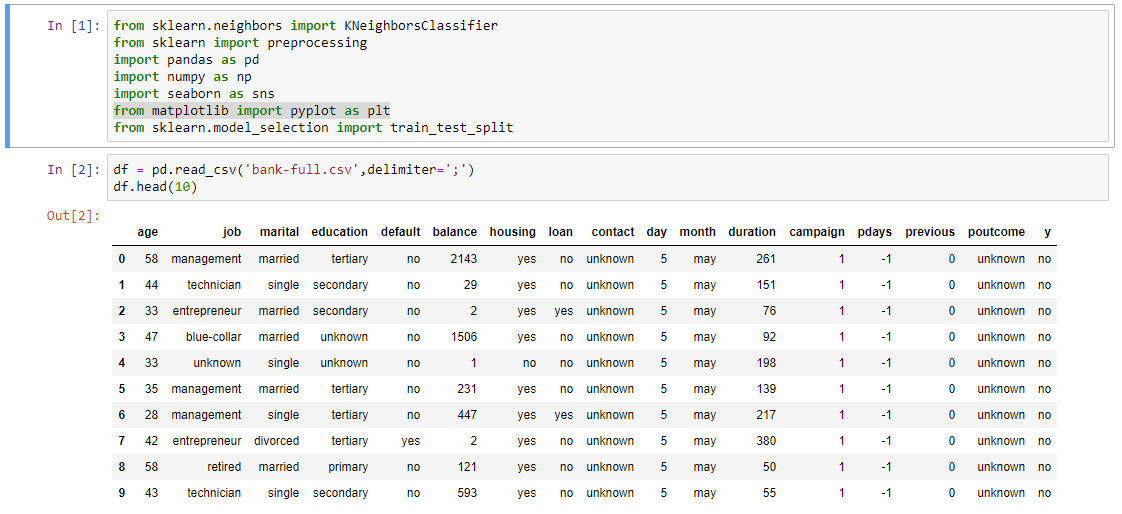 In [1]: from sklearn.neighbors import KNeighborsClassifier
from sklearn import preprocessing
import pandas as pd
import numpy as np
import seaborn as sns
from matplotlib import pyplot as plt
from sklearn.model_selection import train_test_split
In [2]: df = pd.read_csv('bank-full.csv',delimiter=';')
df.head(10)
Out[2]:
age job marital education default balance housing loan contact day month duration campaign pdays previous poutcome y
0 58 management married tertiary no 2143 yes no unknown 5 may 261 1 -1 0 unknown no
1 44 technician single secondary no 29 yes no unknown 5 may 151 1 -1 0 unknown no
2 33 entrepreneur married secondary no 2 yes yes unknown 5 may 76 1 -1 0 unknown no
3 47 blue-collar married unknown no 1506 yes no unknown 5 may 92 1 -1 0 unknown no
4 33 unknown single unknown no 1 no no unknown 5 may 198 1 -1 0 unknown no
5 35 management married tertiary no 231 yes no unknown 5 may 139 1 -1 0 unknown no
6 28 management single tertiary no 447 yes yes unknown 5 may 217 1 -1 0 unknown no
7 42 entrepreneur divorced tertiary yes 2 yes no unknown 5 may 380 1 -1 0 unknown no
8 58 retired married primary no 121 yes no unknown 5 may 50 1 -1 0 unknown no
9 43 technician single secondary no 593 yes no unknown 5 may 55 1 -1 0 unknown no